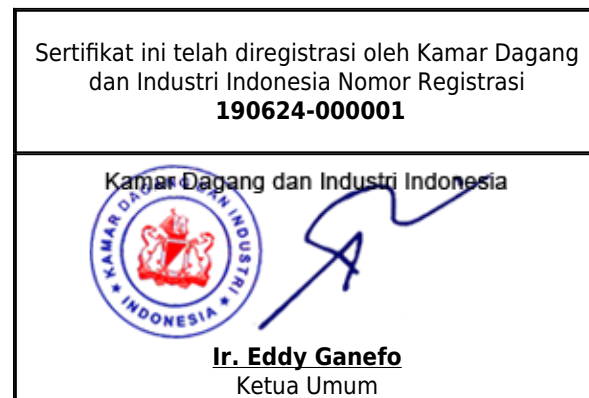 Sertifikat ini telah diregistrasi oleh Kamar Dagang
dan Industri Indonesia Nomor Registrasi
190624-000001
Kamar Dagang dan Industri Indonesia
KAMAR DAGANG DAN INDUSTRI
INDONESIA
Ir. Eddy Ganefo
Ketua Umum